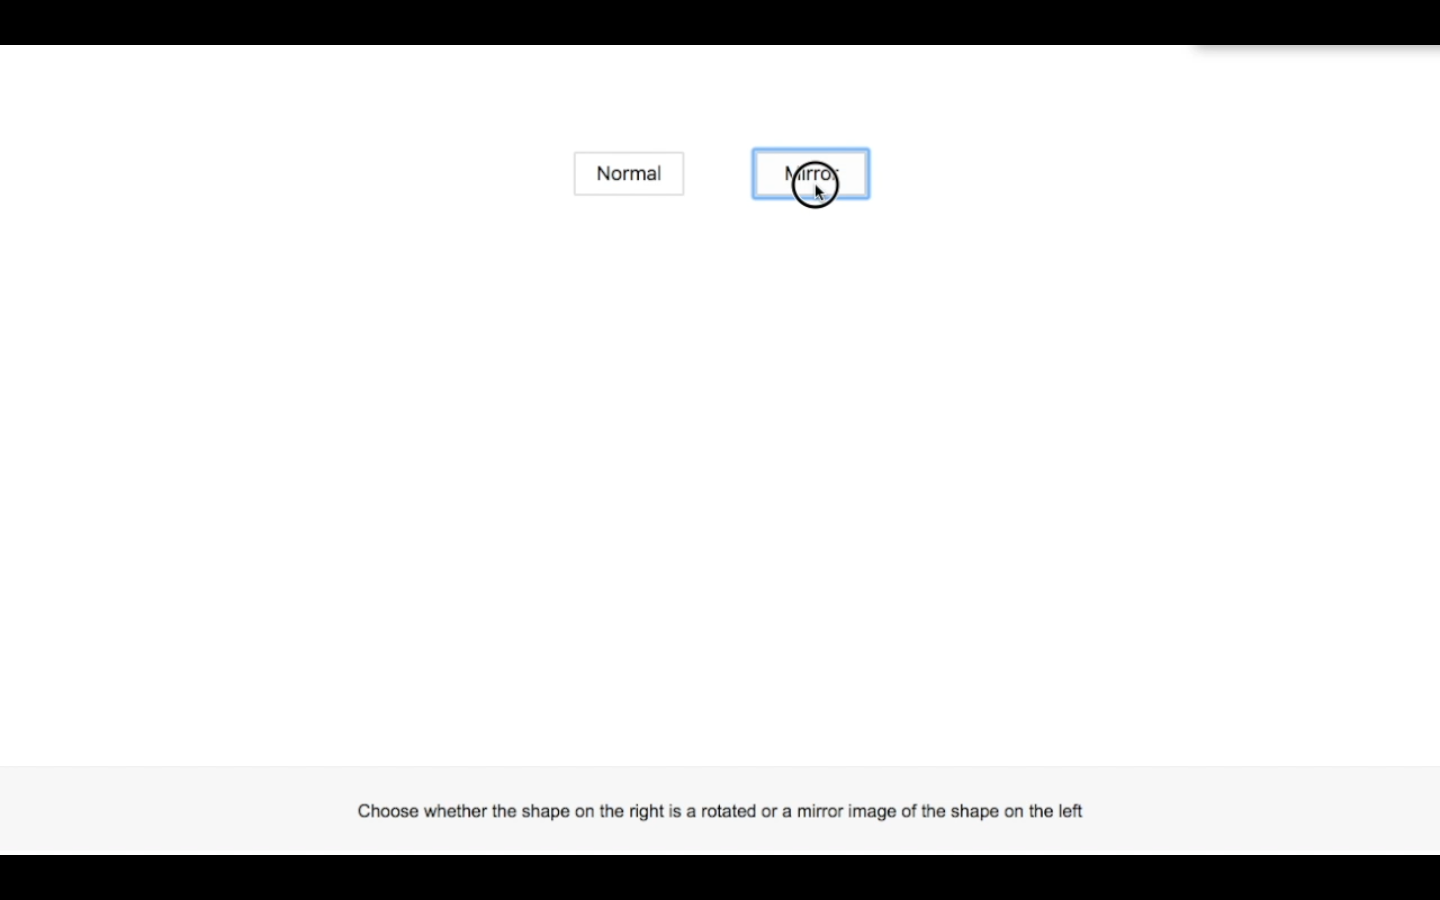 Normal
Mirror
Choose whether the shape on the right is a rotated or a mirror image of the shape on the left